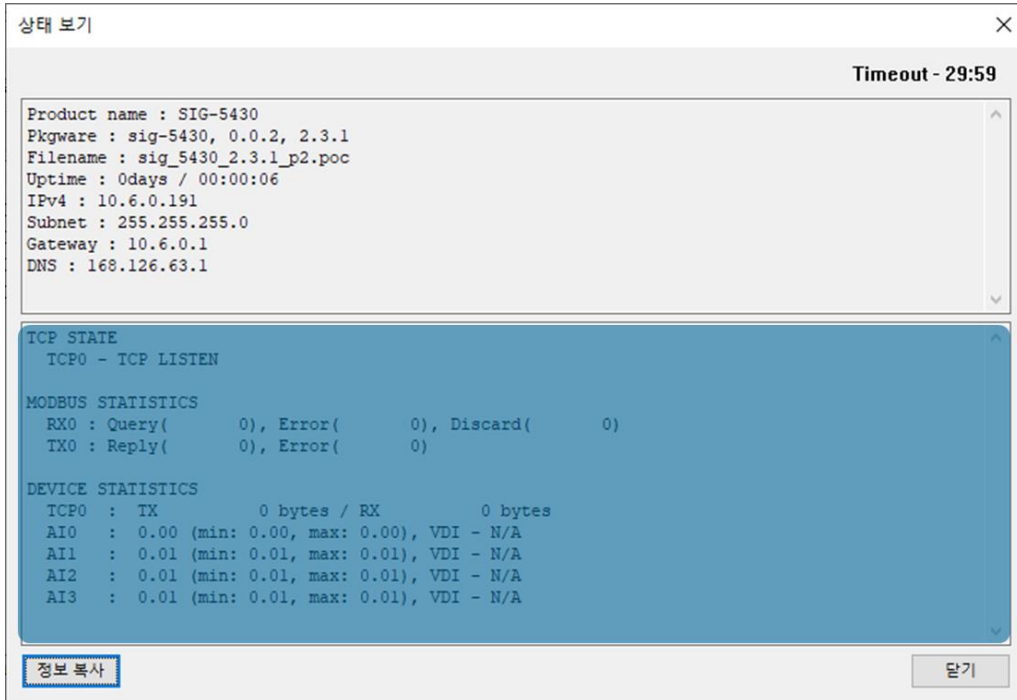 상태 보기
Timeout - 29:59
Product name : SIG-5430
Pkgware : sig-5430, 0.0.2, 2.3.1
Filename : sig_5430_2.3.1_p2.poc
Uptime : 0days / 00:00:06
IPv4 : 10.6.0.191
Subnet : 255.255.255.0
Gateway : 10.6.0.1
DNS : 168.126.63.1
TCP STATE
TCP0 - TCP LISTEN
MODBUS STATISTICS
RX0 : Query(        0), Error(        0), Discard(        0)
TX0 : Reply(        0), Error(        0)
DEVICE STATISTICS
TCP0  :  TX          0 bytes / RX          0 bytes
AI0   :  0.00 (min: 0.00, max: 0.00), VDI - N/A
AI1   :  0.01 (min: 0.01, max: 0.01), VDI - N/A
AI2   :  0.01 (min: 0.01, max: 0.01), VDI - N/A
AI3   :  0.01 (min: 0.01, max: 0.01), VDI - N/A
정보 복사
닫기